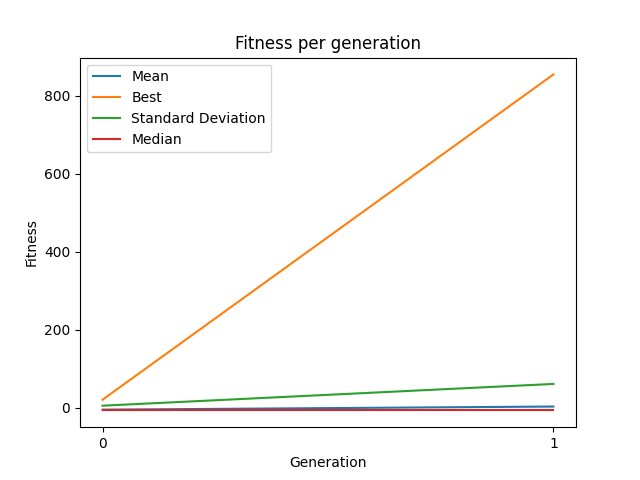 Fitness per generation
Mean
Best
Standard Deviation
Median
800
600
400
200
0
Fitness
0 1
Generation